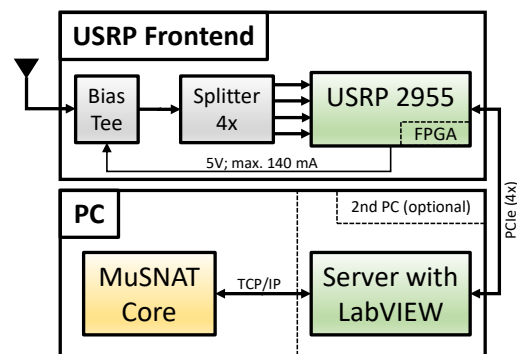 USRP Frontend
Bias
Tee
Splitter
4x
USRP 2955
FPGA
5V; max. 140 mA
PCIe (4x)
PC
2nd PC (optional)
MuSNAT
Core
TCP/IP
Server with
LabVIEW